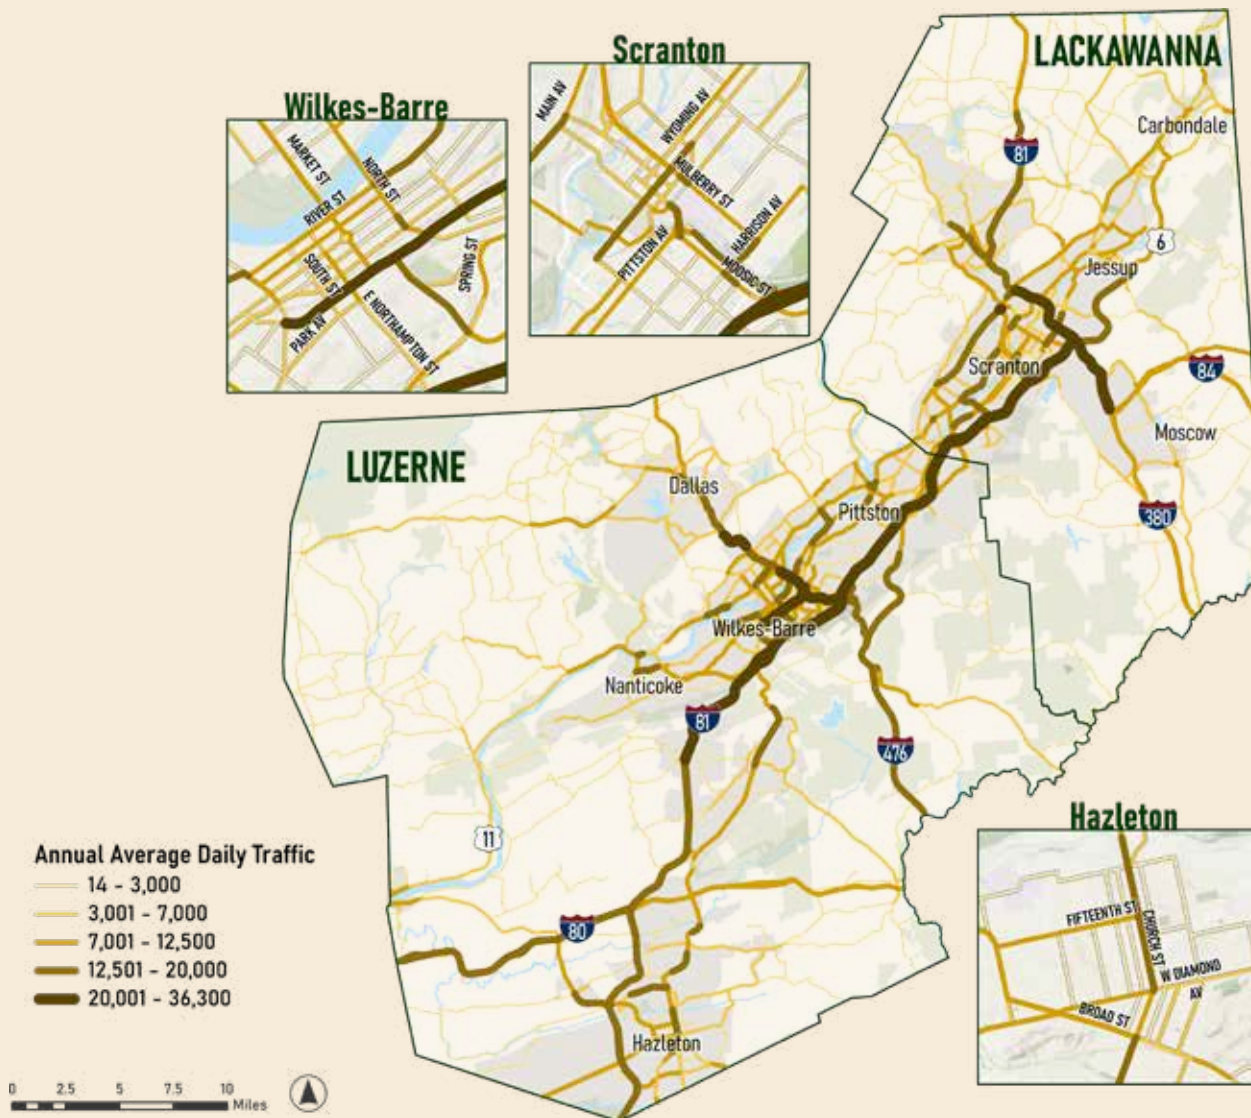 Scranton
LACKAWANNA
Wilkes-Barre
MAIN AV
WYOMING AV
MULBERRY ST
HARRISON AV
PITTSTON AV
MOOSIC ST
MARKET ST
NORTH ST
RIVER ST
SOUTH ST
SPRING ST
PARK AV
E NORTHAMPTON ST
Carbondale
81
6
Jessup
Scranton
84
Moscow
380
LUZERNE
Dallas
Pittston
Wilkes-Barre
Nanticoke
81
476
11
80
Hazleton
Hazleton
FIFTEENTH ST
CHURCH ST
W DIAMOND
AV
BROAD ST
Annual Average Daily Traffic
14 - 3,000
3,001 - 7,000
7,001 - 12,500
12,501 - 20,000
20,001 - 36,300
0 2.5 5 7.5 10
Miles